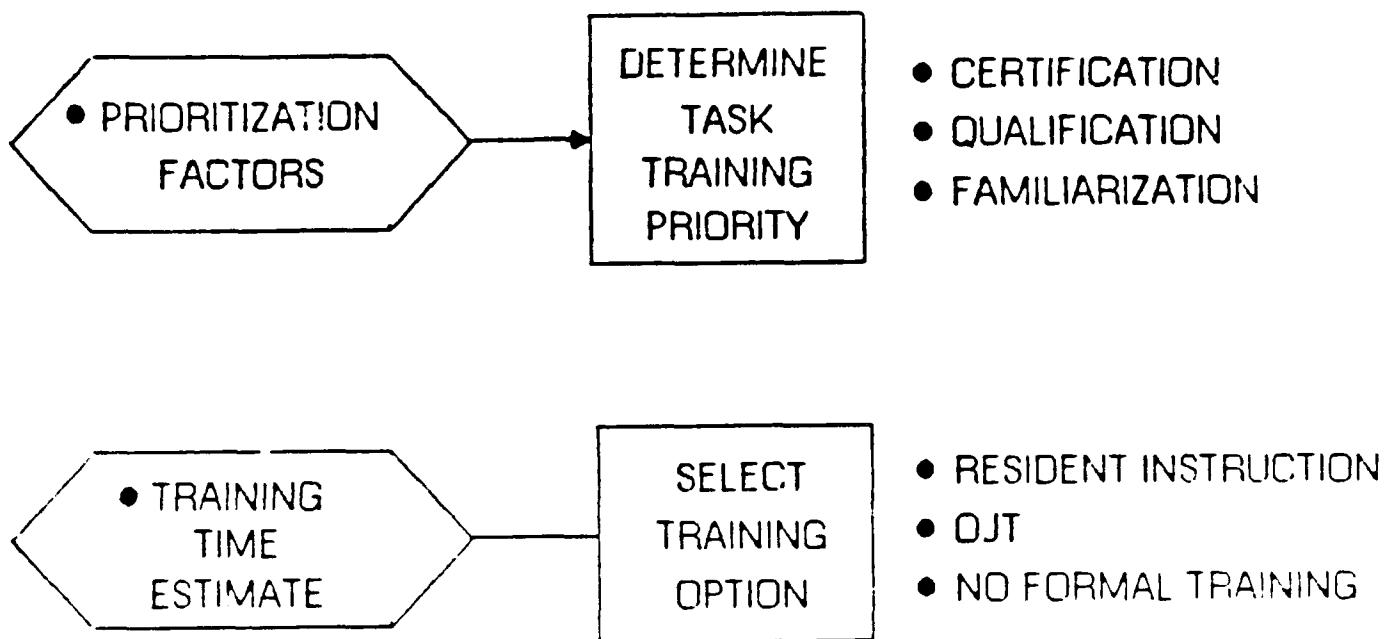 ● PRIORITIZATION
FACTORS
DETERMINE
TASK
TRAINING
PRIORITY
● CERTIFICATION
● QUALIFICATION
● FAMILIARIZATION
● TRAINING
TIME
ESTIMATE
SELECT
TRAINING
OPTION
● RESIDENT INSTRUCTION
● OJT
● NO FORMAL TRAINING